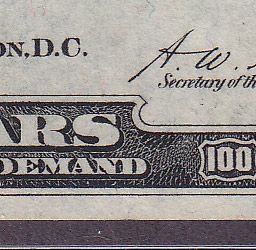 ON, D.C.
A. W.
Secretary of th
ARS
DEMAND
100